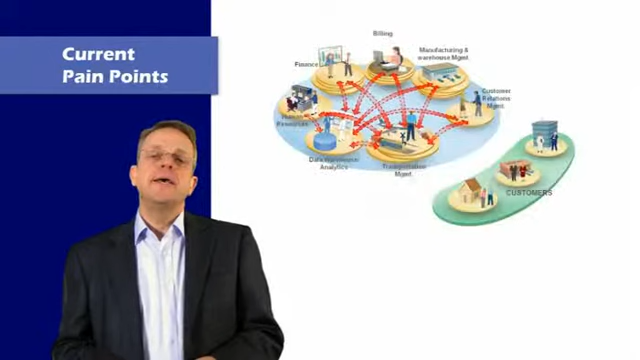 Current
Pain Points
Billing
Manufacturing &
warehouse Mgmt.
Finance
Customer
Relations
Mgmt.
Human
Resources
Data Warehouse/
Analytics
Transportation
Mgmt.
CUSTOMERS